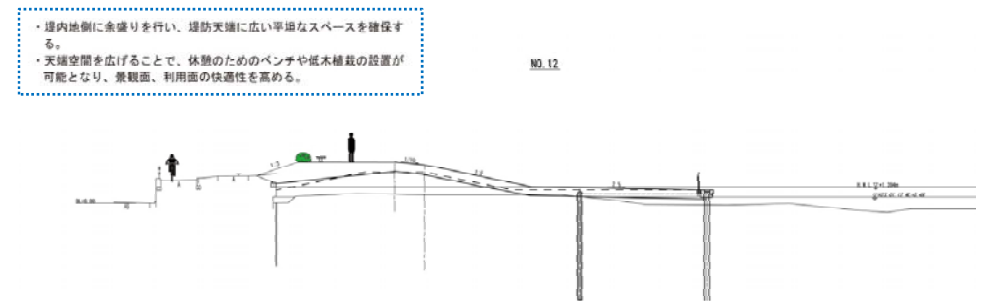 ・堤内地側に余盛りを行い、堤防天端に広い平坦なスペースを確保す
る。
・天端空間を広げることで、休憩のためのベンチや低木植栽の設置が
可能となり、景観面、利用面の快適性を高める。
NO.12